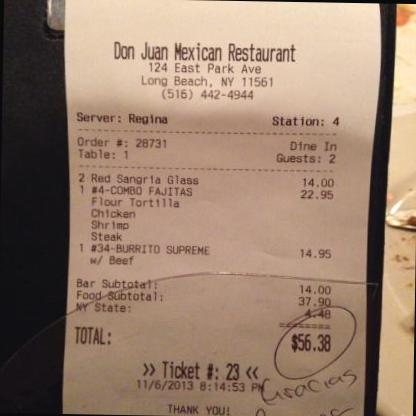 Don Juan Mexican Restaurant
124 East Park Ave
Long Beach, NY 11561
(516) 442-4944
Server: Regina Station: 4
Order #: 28731 Dine In
Table: 1 Guests: 2
2 Red Sangria Glass 14.00
1 #4-COMBO FAJITAS 22.95
Flour Tortilla
Chicken
Shrimp
Steak
1 #34-BURRITO SUPREME 14.95
w/ Beef
Bar Subtotal: 14.00
Food Subtotal: 37.90
NY State: 4.48
TOTAL: $56.38
>> Ticket #: 23 <<
11/6/2013 8:14:53 PM
Gracias
THANK YOU!